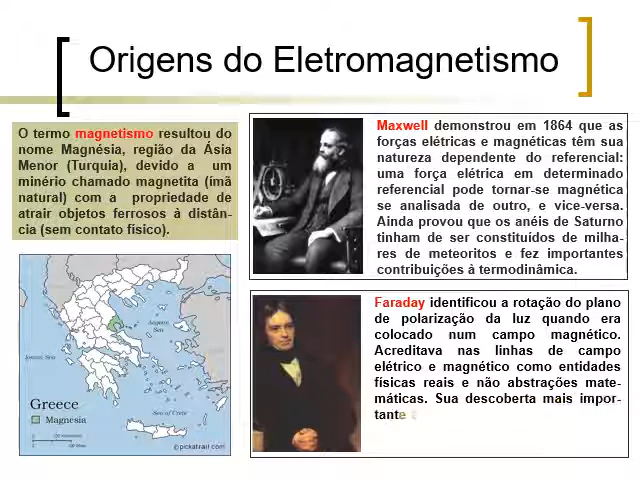 Origens do Eletromagnetismo
O termo magnetismo resultou do
nome Magnésia, região da Ásia
Menor (Turquia), devido a um
minério chamado magnetita (ímã
natural) com a propriedade de
atrair objetos ferrosos à distân-
cia (sem contato físico).
Maxwell demonstrou em 1864 que as
forças elétricas e magnéticas têm sua
natureza dependente do referencial:
uma força elétrica em determinado
referencial pode tornar-se magnética
se analisada de outro, e vice-versa.
Ainda provou que os anéis de Saturno
tinham de ser constituídos de milha-
res de meteoritos e fez importantes
contribuições à termodinâmica.
Faraday identificou a rotação do plano
de polarização da luz quando era
colocado num campo magnético.
Acreditava nas linhas de campo
elétrico e magnético como entidades
físicas reais e não abstrações mate-
máticas. Sua descoberta mais impor-
tante
Aegean
Sea
Ionian Sea
Sea of Crete
Greece
Magnesia
©pickatrail.com